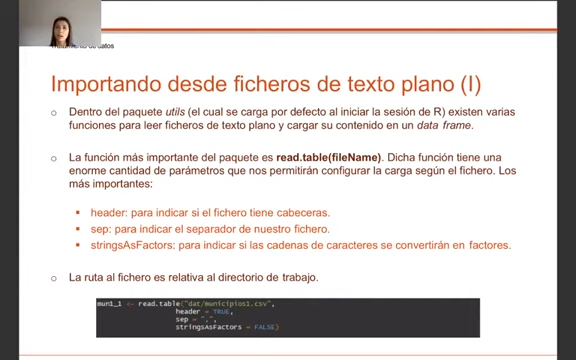 Tratamiento de datos
Importando desde ficheros de texto plano (I)
o Dentro del paquete utils (el cual se carga por defecto al iniciar la sesión de R) existen varias
funciones para leer ficheros de texto plano y cargar su contenido en un data frame.
o La función más importante del paquete es read.table(fileName). Dicha función tiene una
enorme cantidad de parámetros que nos permitirán configurar la carga según el fichero. Los
más importantes:
▪ header: para indicar si el fichero tiene cabeceras.
▪ sep: para indicar el separador de nuestro fichero.
▪ stringsAsFactors: para indicar si las cadenas de caracteres se convertirán en factores.
o La ruta al fichero es relativa al directorio de trabajo.
mun1_1 <- read.table("dat/municipios1.csv",
header = TRUE,
sep = ",",
stringsAsFactors = FALSE)